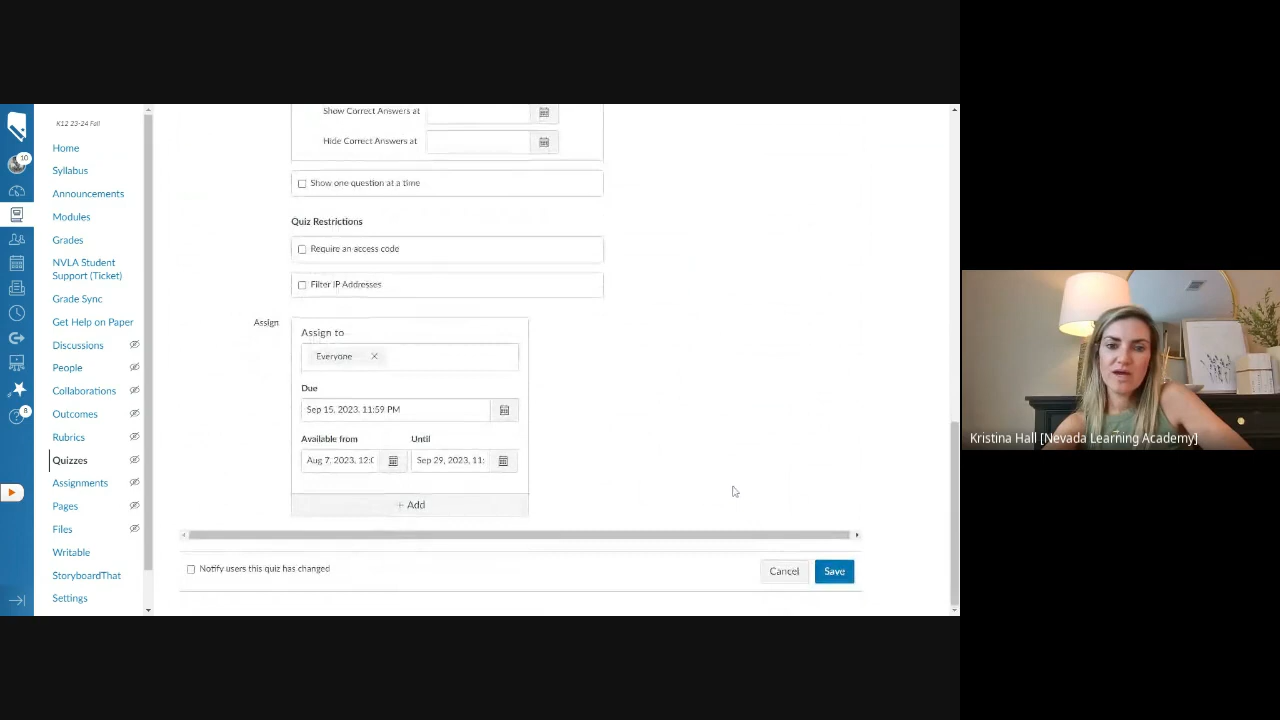 K12 23-24 Fall
10
Home
Syllabus
Announcements
Modules
Grades
NVLA Student
Support (Ticket)
Grade Sync
Get Help on Paper
Discussions
People
Collaborations
Outcomes
Rubrics
Quizzes
Assignments
Pages
Files
Writable
StoryboardThat
Settings
8
Show Correct Answers at
Hide Correct Answers at
Show one question at a time
Quiz Restrictions
Require an access code
Filter IP Addresses
Assign
Assign to
Everyone
Due
Sep 15, 2023, 11:59 PM
Available from Until
Aug 7, 2023, 12:0 Sep 29, 2023, 11:
+ Add
Notify users this quiz has changed
Cancel Save
Kristina Hall [Nevada Learning Academy]